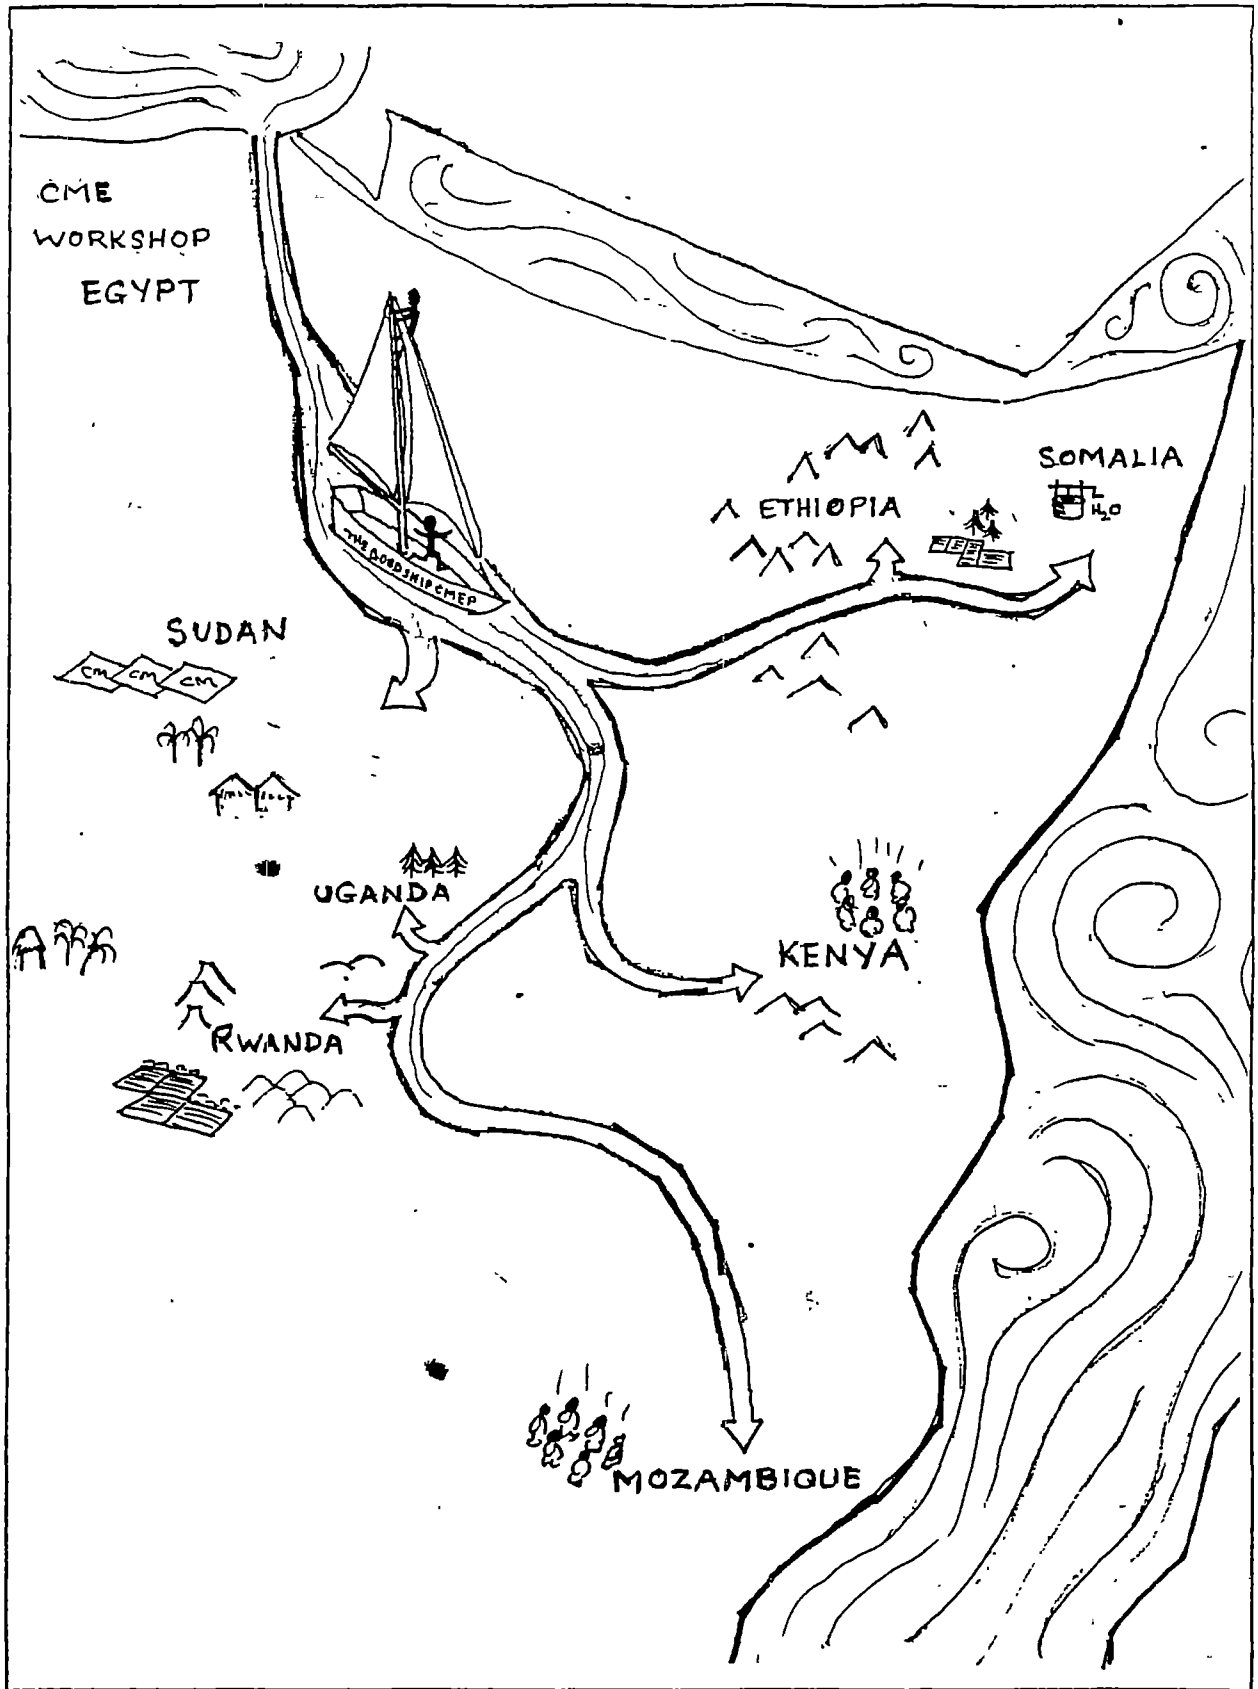 CME
WORKSHOP
EGYPT
SOMALIA
H₂O
ETHIOPIA
THE GOODSHIP CMEP
SUDAN
CM CM CM
UGANDA
KENYA
RWANDA
MOZAMBIQUE